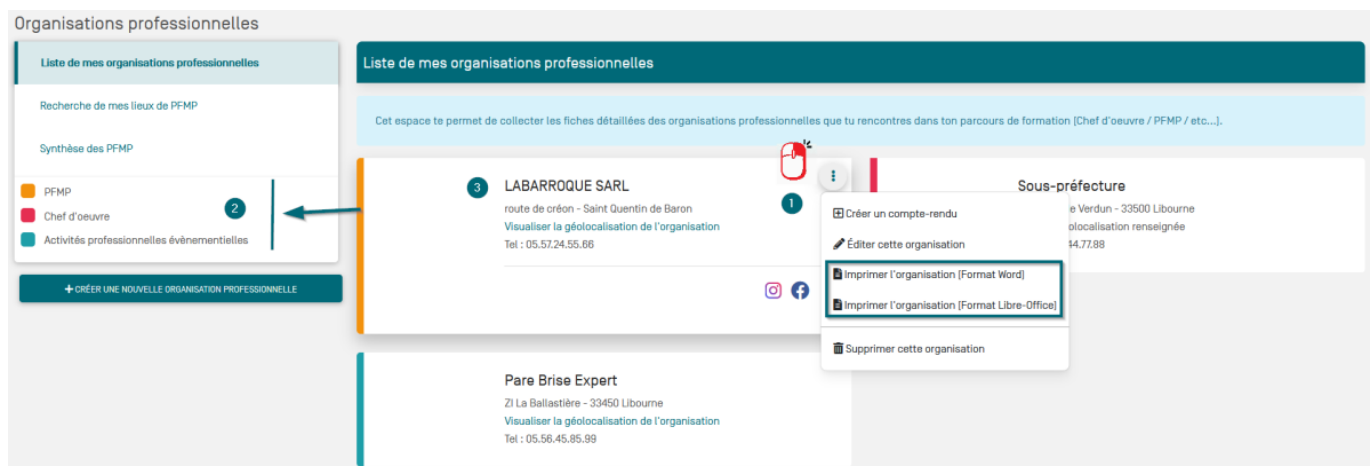 Organisations professionnelles
Liste de mes organisations professionnelles
Recherche de mes lieux de PFMP
Synthèse des PFMP
PFMP
Chef d'oeuvre
Activités professionnelles évènementielles
2
+ CRÉER UNE NOUVELLE ORGANISATION PROFESSIONNELLE
Liste de mes organisations professionnelles
Cet espace te permet de collecter les fiches détaillées des organisations professionnelles que tu rencontres dans ton parcours de formation (Chef d'oeuvre / PFMP / etc...).
3
LABARROQUE SARL
route de créon - Saint Quentin de Baron
Visualiser la géolocalisation de l'organisation
Tel : 05.57.24.55.66
1
Créer un compte-rendu
Éditer cette organisation
Imprimer l'organisation (Format Word)
Imprimer l'organisation (Format Libre-Office)
Supprimer cette organisation
Sous-préfecture
e Verdun - 33500 Libourne
olocalisation renseignée
44.77.88
Pare Brise Expert
ZI La Ballastière - 33450 Libourne
Visualiser la géolocalisation de l'organisation
Tel : 05.56.45.85.99